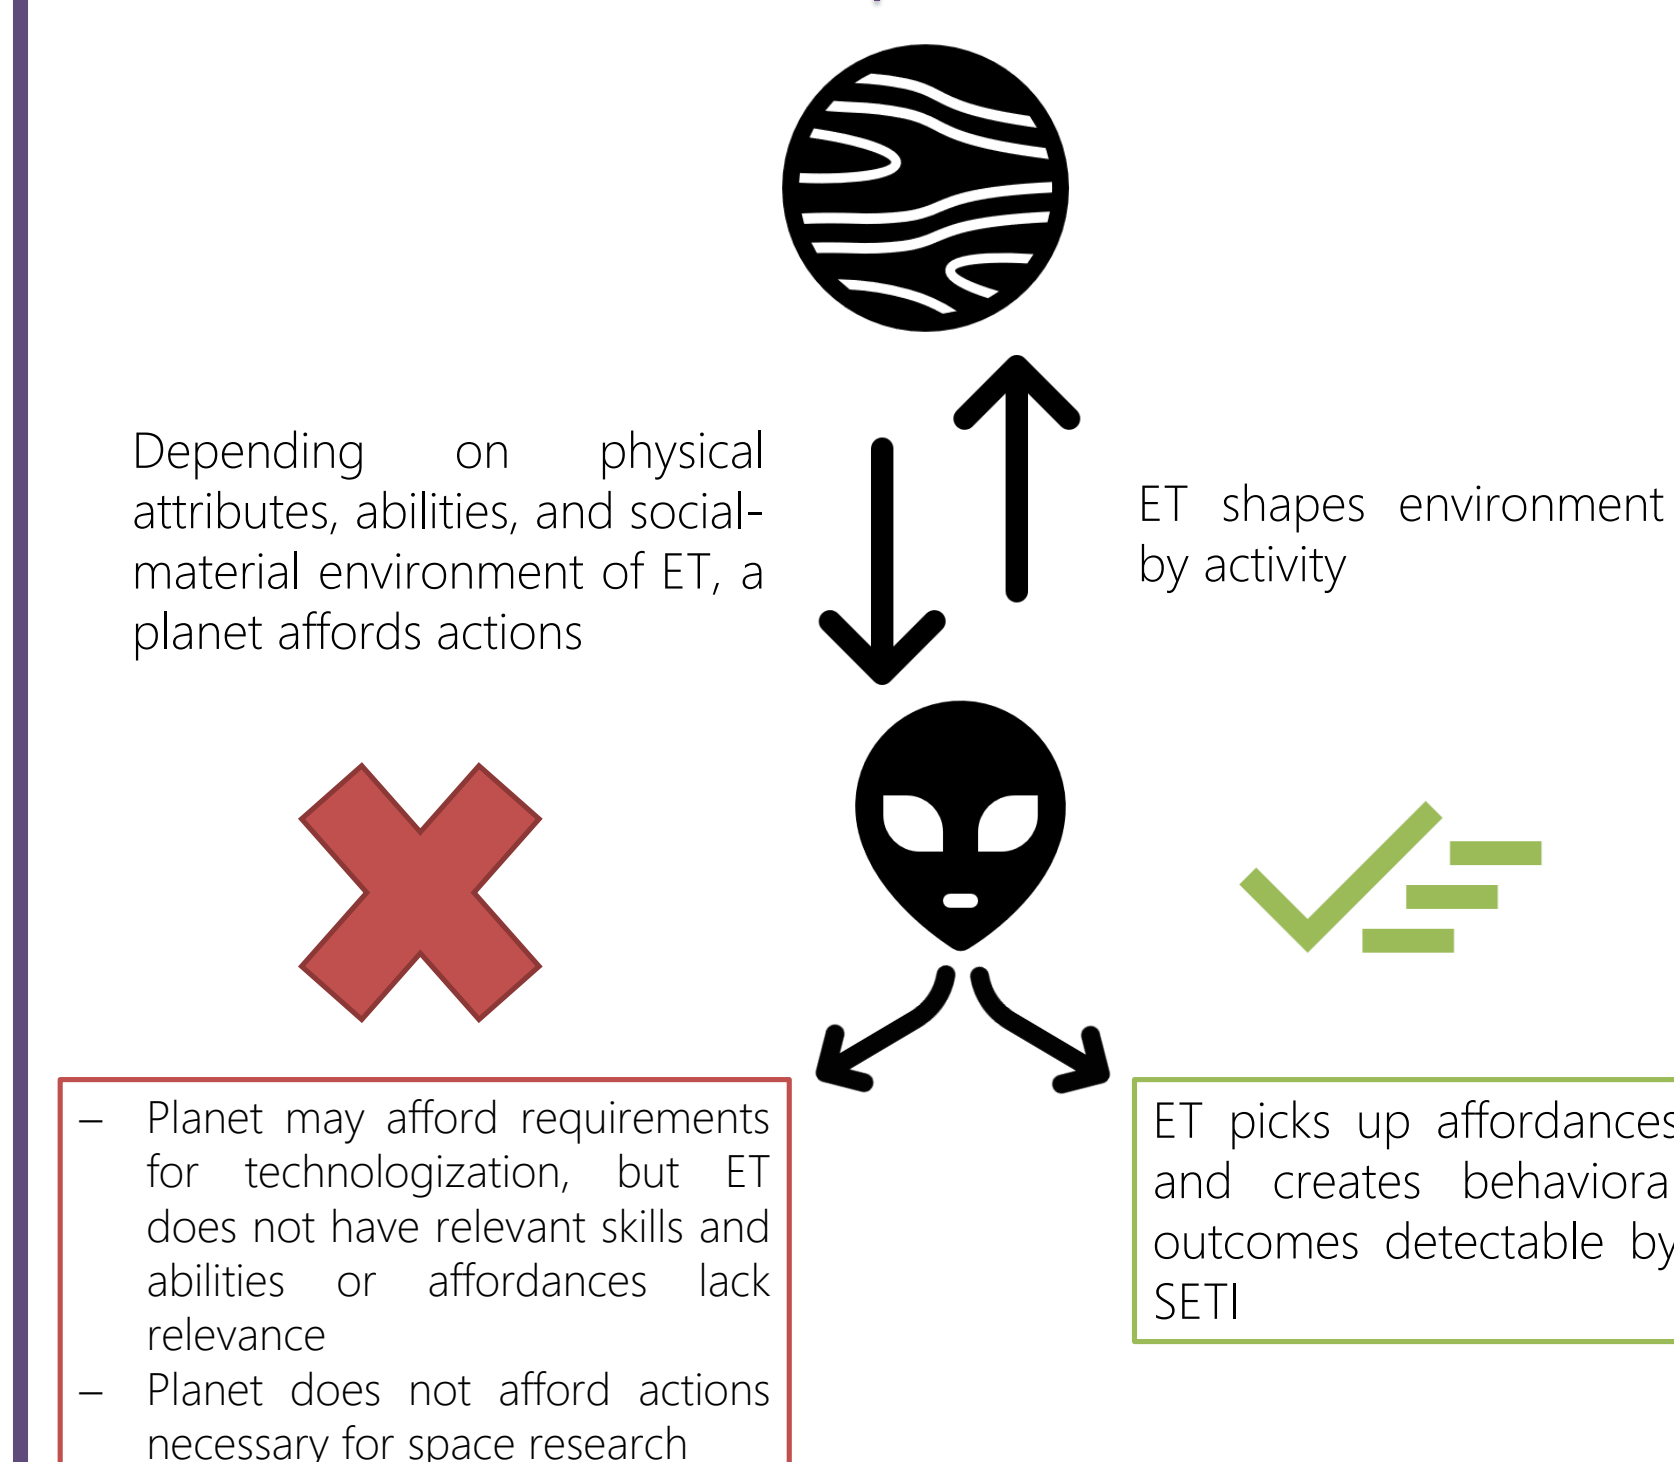 Depending on physical
attributes, abilities, and social-
material environment of ET, a
planet affords actions
ET shapes environment
by activity
– Planet may afford requirements
for technologization, but ET
does not have relevant skills and
abilities or affordances lack
relevance
– Planet does not afford actions
necessary for space research
ET picks up affordances
and creates behavioral
outcomes detectable by
SETI